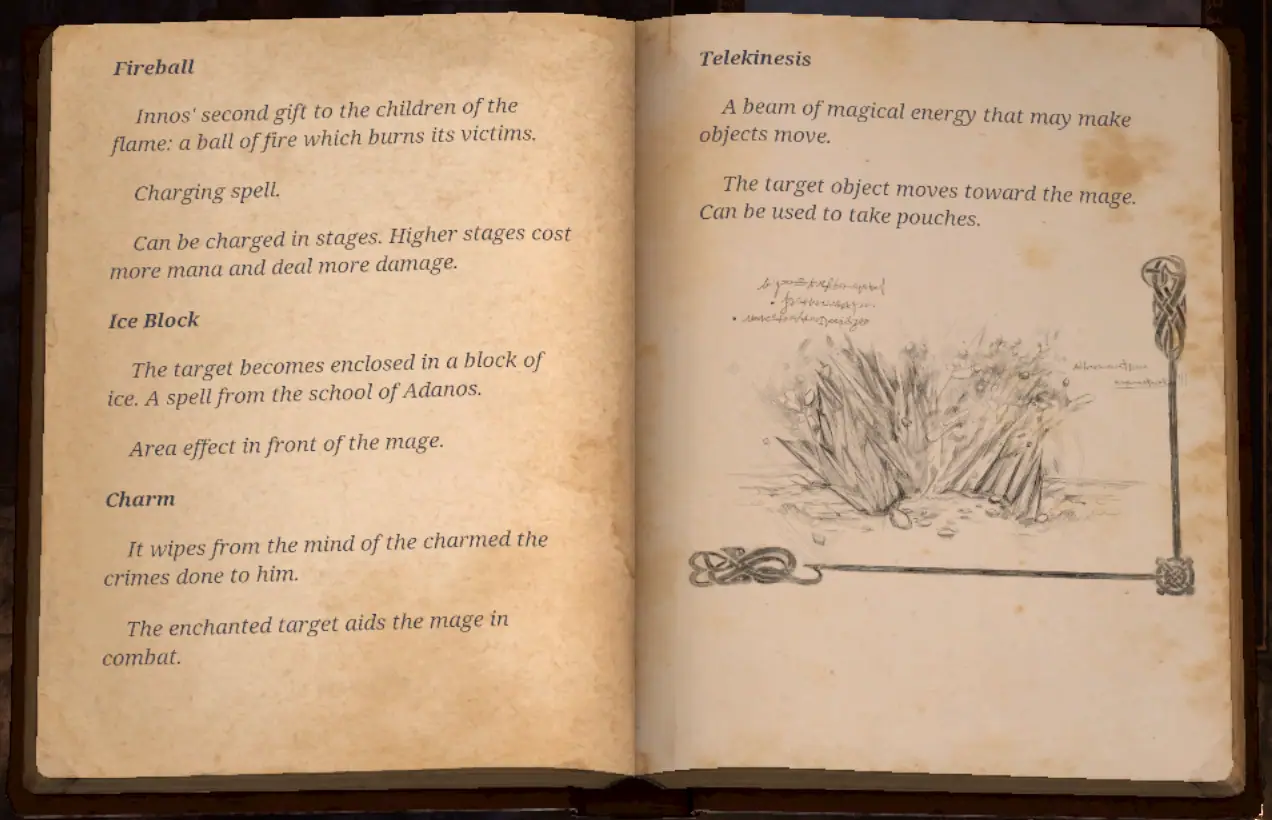 Fireball
Innos' second gift to the children of the
flame: a ball of fire which burns its victims.
Charging spell.
Can be charged in stages. Higher stages cost
more mana and deal more damage.
Ice Block
The target becomes enclosed in a block of
ice. A spell from the school of Adanos.
Area effect in front of the mage.
Charm
It wipes from the mind of the charmed the
crimes done to him.
The enchanted target aids the mage in
combat.
Telekinesis
A beam of magical energy that may make
objects move.
The target object moves toward the mage.
Can be used to take pouches.